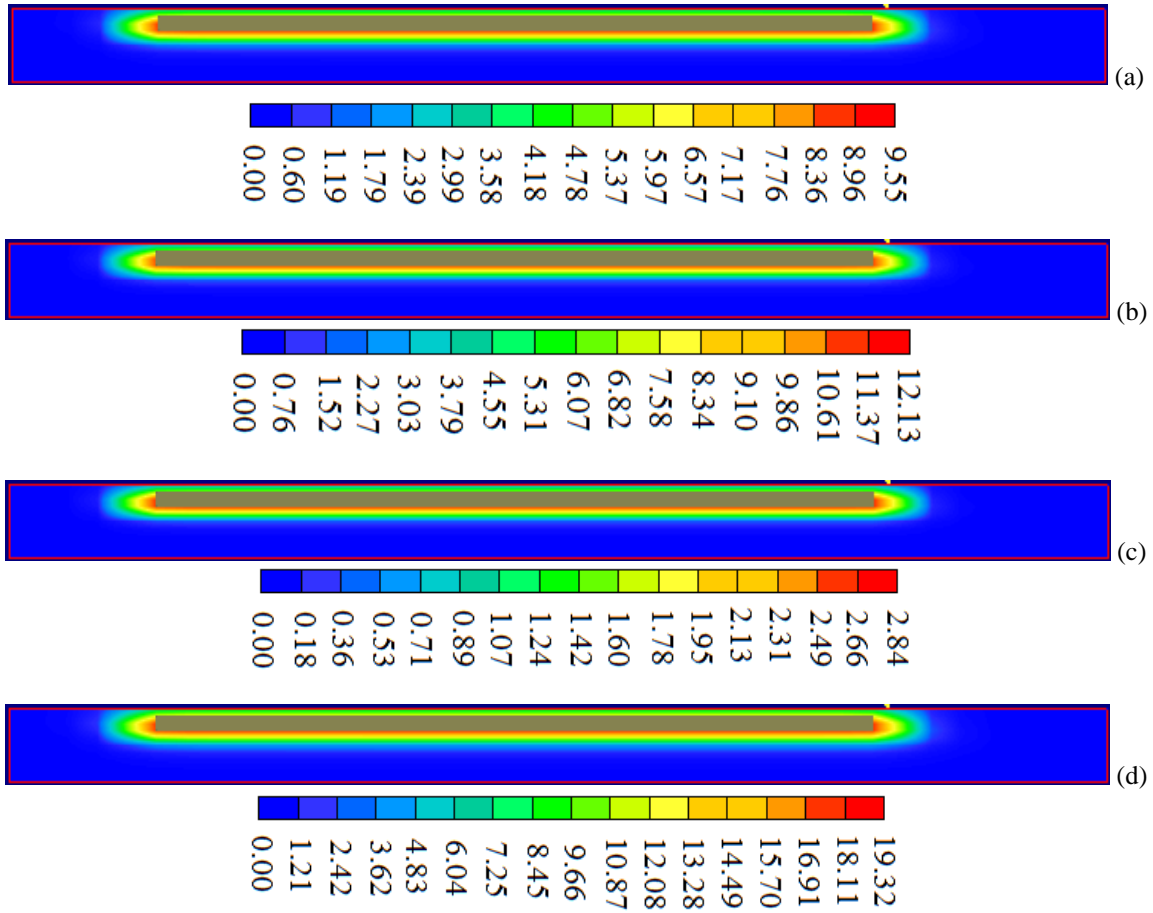 (a)
0.00 0.60 1.19 1.79 2.39 2.99 3.58 4.18 4.78 5.37 5.97 6.57 7.17 7.76 8.36 8.96 9.55
(b)
0.00 0.76 1.52 2.27 3.03 3.79 4.55 5.31 6.07 6.82 7.58 8.34 9.10 9.86 10.61 11.37 12.13
(c)
0.00 0.18 0.36 0.53 0.71 0.89 1.07 1.24 1.42 1.60 1.78 1.95 2.13 2.31 2.49 2.66 2.84
(d)
0.00 1.21 2.42 3.62 4.83 6.04 7.25 8.45 9.66 10.87 12.08 13.28 14.49 15.70 16.91 18.11 19.32